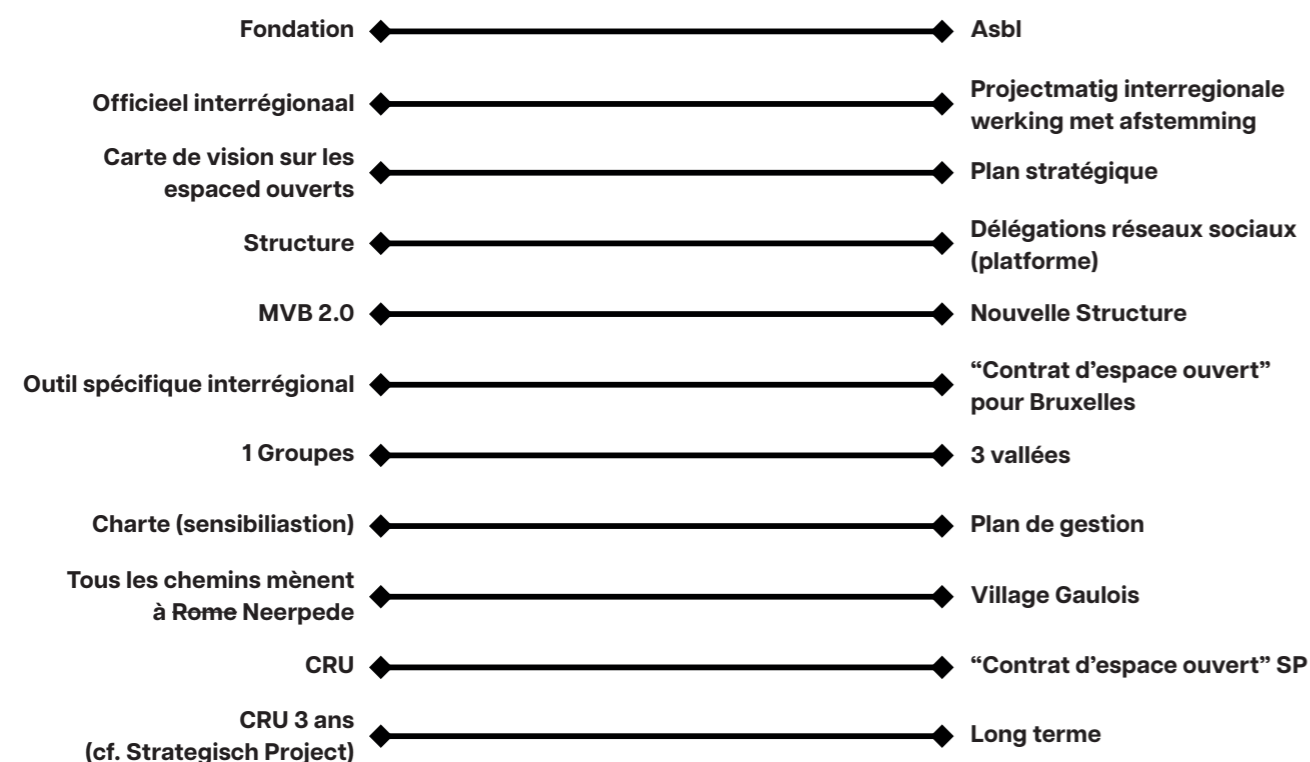 Fondation
Asbl
Officieel interrégionaal
Projectmatig interregionale
werking met afstemming
Carte de vision sur les
espaced ouverts
Plan stratégique
Structure
Délégations réseaux sociaux
(platforme)
MVB 2.0
Nouvelle Structure
Outil spécifique interrégional
“Contrat d’espace ouvert”
pour Bruxelles
1 Groupes
3 vallées
Charte (sensibiliastion)
Plan de gestion
Tous les chemins mènent
à Rome Neerpede
Village Gaulois
CRU
“Contrat d’espace ouvert” SP
CRU 3 ans
(cf. Strategisch Project)
Long terme